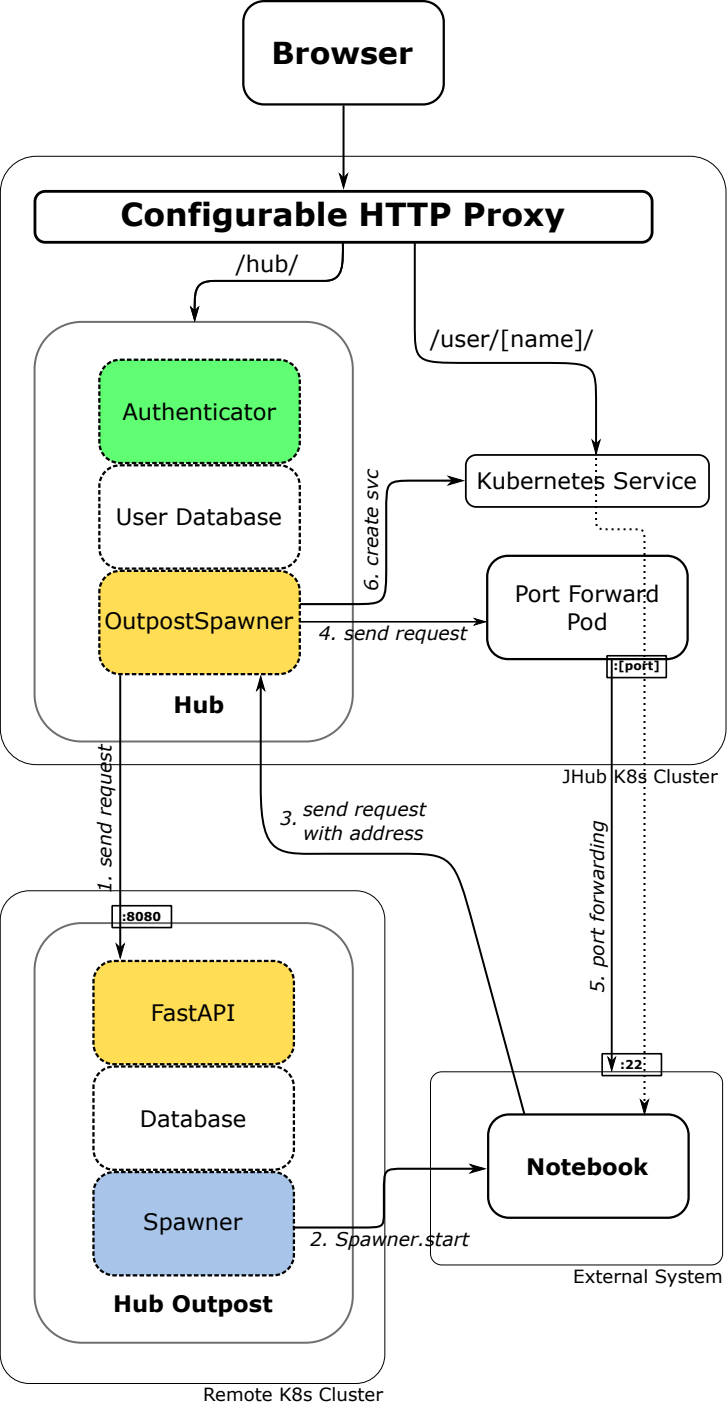 Browser
Configurable HTTP Proxy
/hub/
/user/[name]/
Authenticator
Kubernetes Service
User Database
6. create svc
OutpostSpawner
Port Forward
Pod
4. send request
:[port]
Hub
JHub K8s Cluster
1. send request
3. send request
with address
5. port forwarding
:8080
FastAPI
:22
Database
Notebook
Spawner
2. Spawner.start
External System
Hub Outpost
Remote K8s Cluster